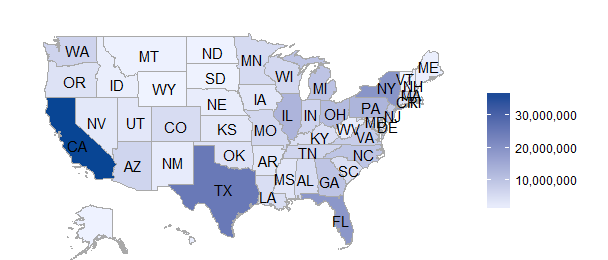 WA
MT
ND
MN
ME
OR
ID
SD
WI
MI
VT
NH
NY
MA
WY
IA
NE
PA
CT
RI
NJ
NV
UT
CO
KS
MO
IL
IN
OH
WV
MD
DE
KY
VA
CA
AZ
NM
OK
AR
TN
NC
SC
TX
LA
MS
AL
GA
FL
30,000,000
20,000,000
10,000,000